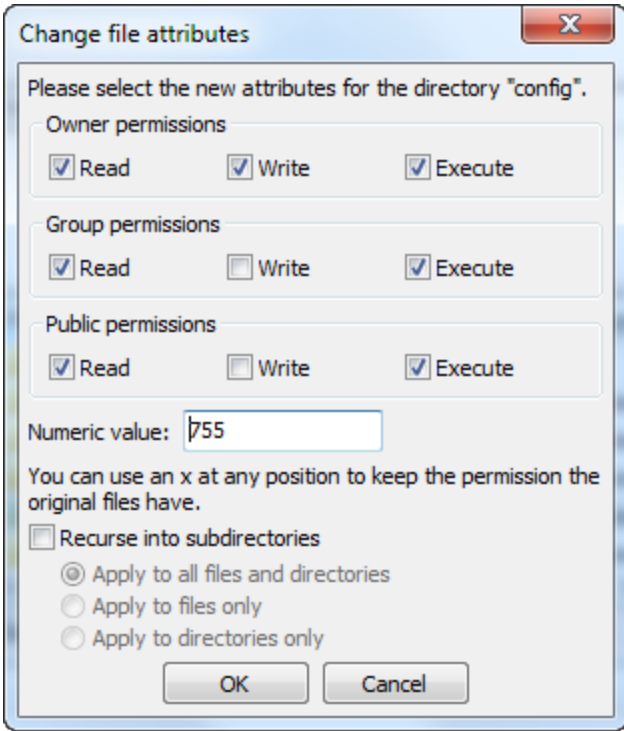 Change file attributes
Please select the new attributes for the directory "config".
Owner permissions
Read Write Execute
Group permissions
Read Write Execute
Public permissions
Read Write Execute
Numeric value: 755
You can use an x at any position to keep the permission the
original files have.
Recurse into subdirectories
Apply to all files and directories
Apply to files only
Apply to directories only
OK Cancel